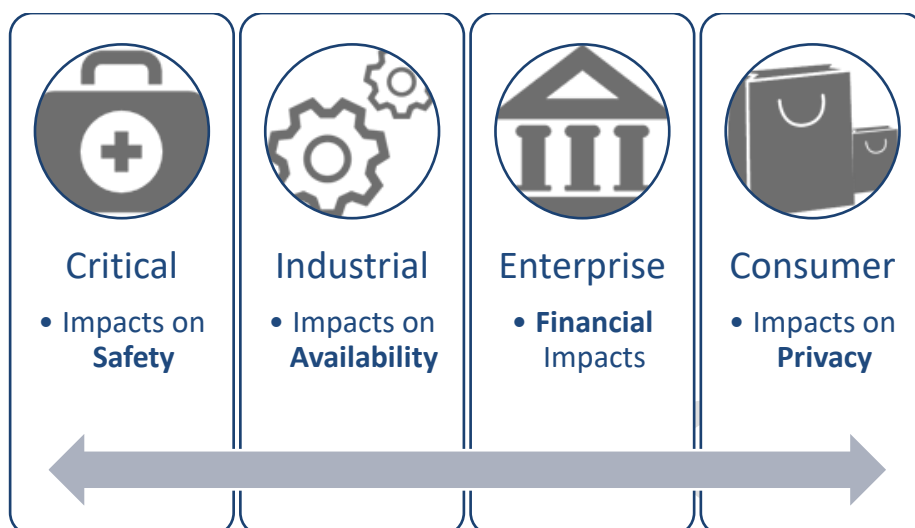 Critical
• Impacts on
Safety
Industrial
• Impacts on
Availability
Enterprise
• Financial
Impacts
Consumer
• Impacts on
Privacy